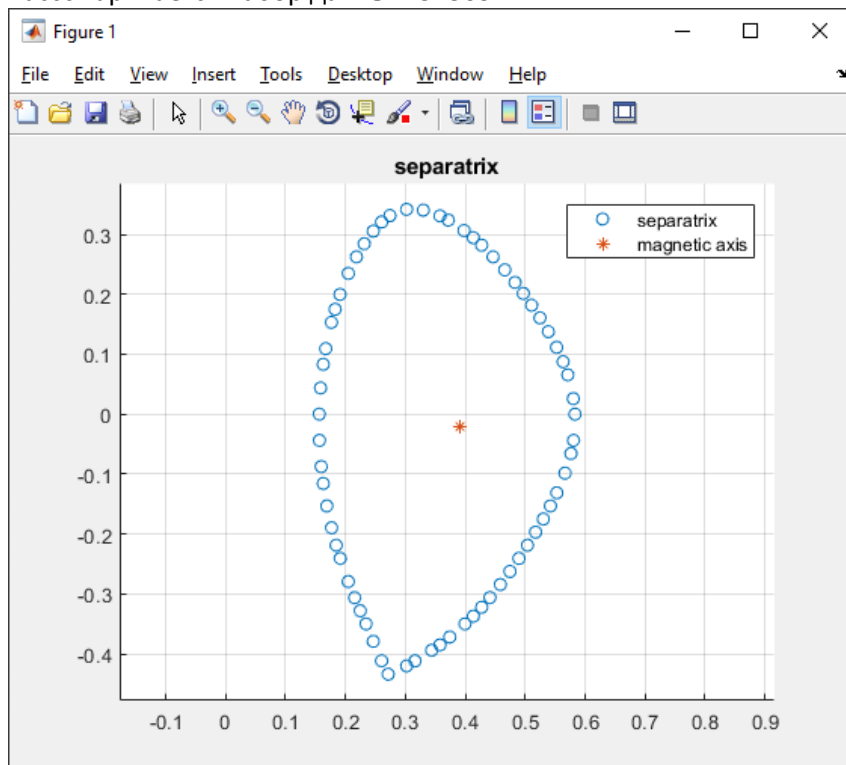 Figure 1
File Edit View Insert Tools Desktop Window Help
separatrix
separatrix
magnetic axis
0.3
0.2
0.1
0
-0.1
-0.2
-0.3
-0.4
-0.1 0 0.1 0.2 0.3 0.4 0.5 0.6 0.7 0.8 0.9